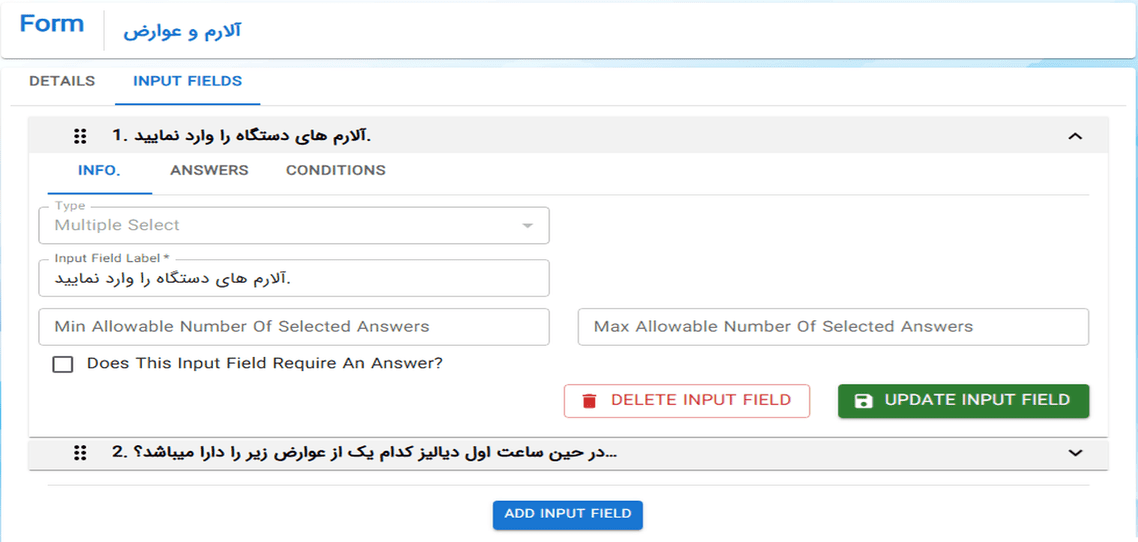 Form
آلارم و عوارض
DETAILS
INPUT FIELDS
1. آلارم های دستگاه را وارد نمایید.
INFO.
ANSWERS
CONDITIONS
Type
Multiple Select
Input Field Label *
آلارم های دستگاه را وارد نمایید.
Min Allowable Number Of Selected Answers
Max Allowable Number Of Selected Answers
Does This Input Field Require An Answer?
DELETE INPUT FIELD
UPDATE INPUT FIELD
2. در حین ساعت اول دیالیز کدام یک از عوارض زیر را دارا میباشد؟...
ADD INPUT FIELD